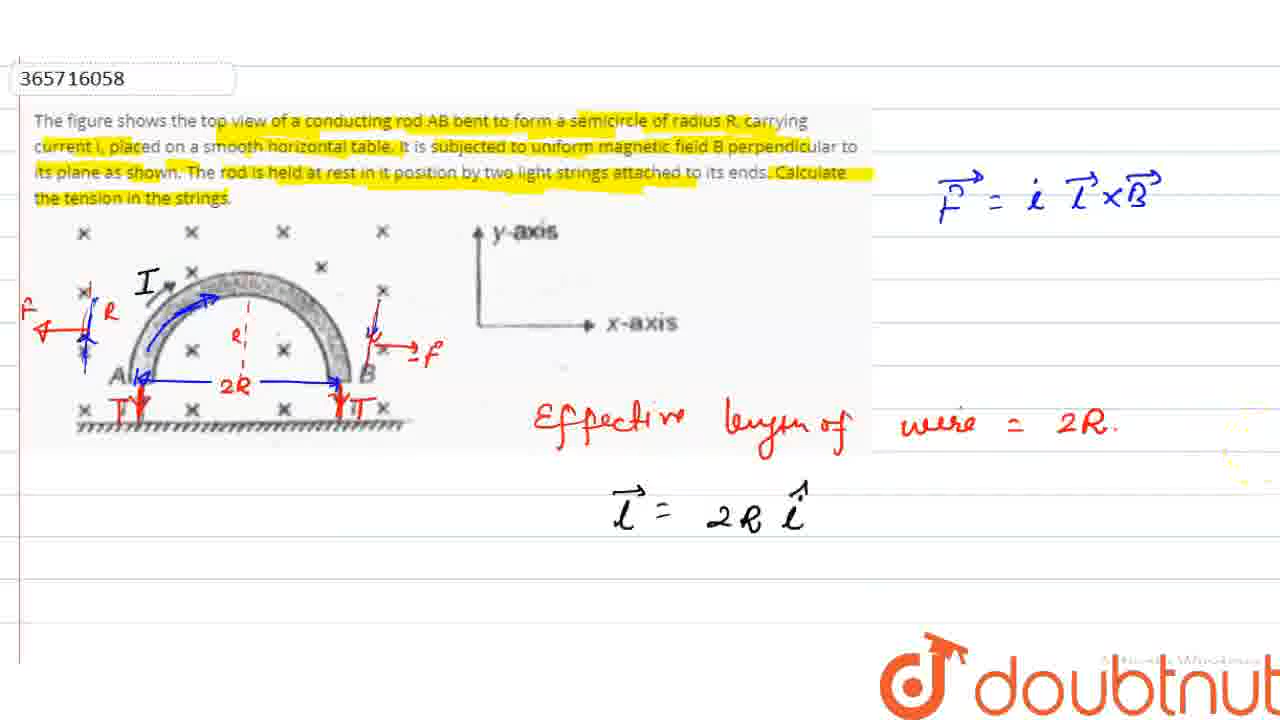 365716058
The figure shows the top view of a conducting rod AB bent to form a semicircle of radius R, carrying
current I, placed on a smooth horizontal table. It is subjected to uniform magnetic field B perpendicular to
its plane as shown. The rod is held at rest in it position by two light strings attached to its ends. Calculate
the tension in the strings.
F⃗ = i l⃗ × B⃗
× × × ×
y-axis
I × ×
× ×
F R R × × F
x-axis
A 2R B
× T × × T ×
Effective length of wire = 2R.
l⃗ = 2R î
doubtnut